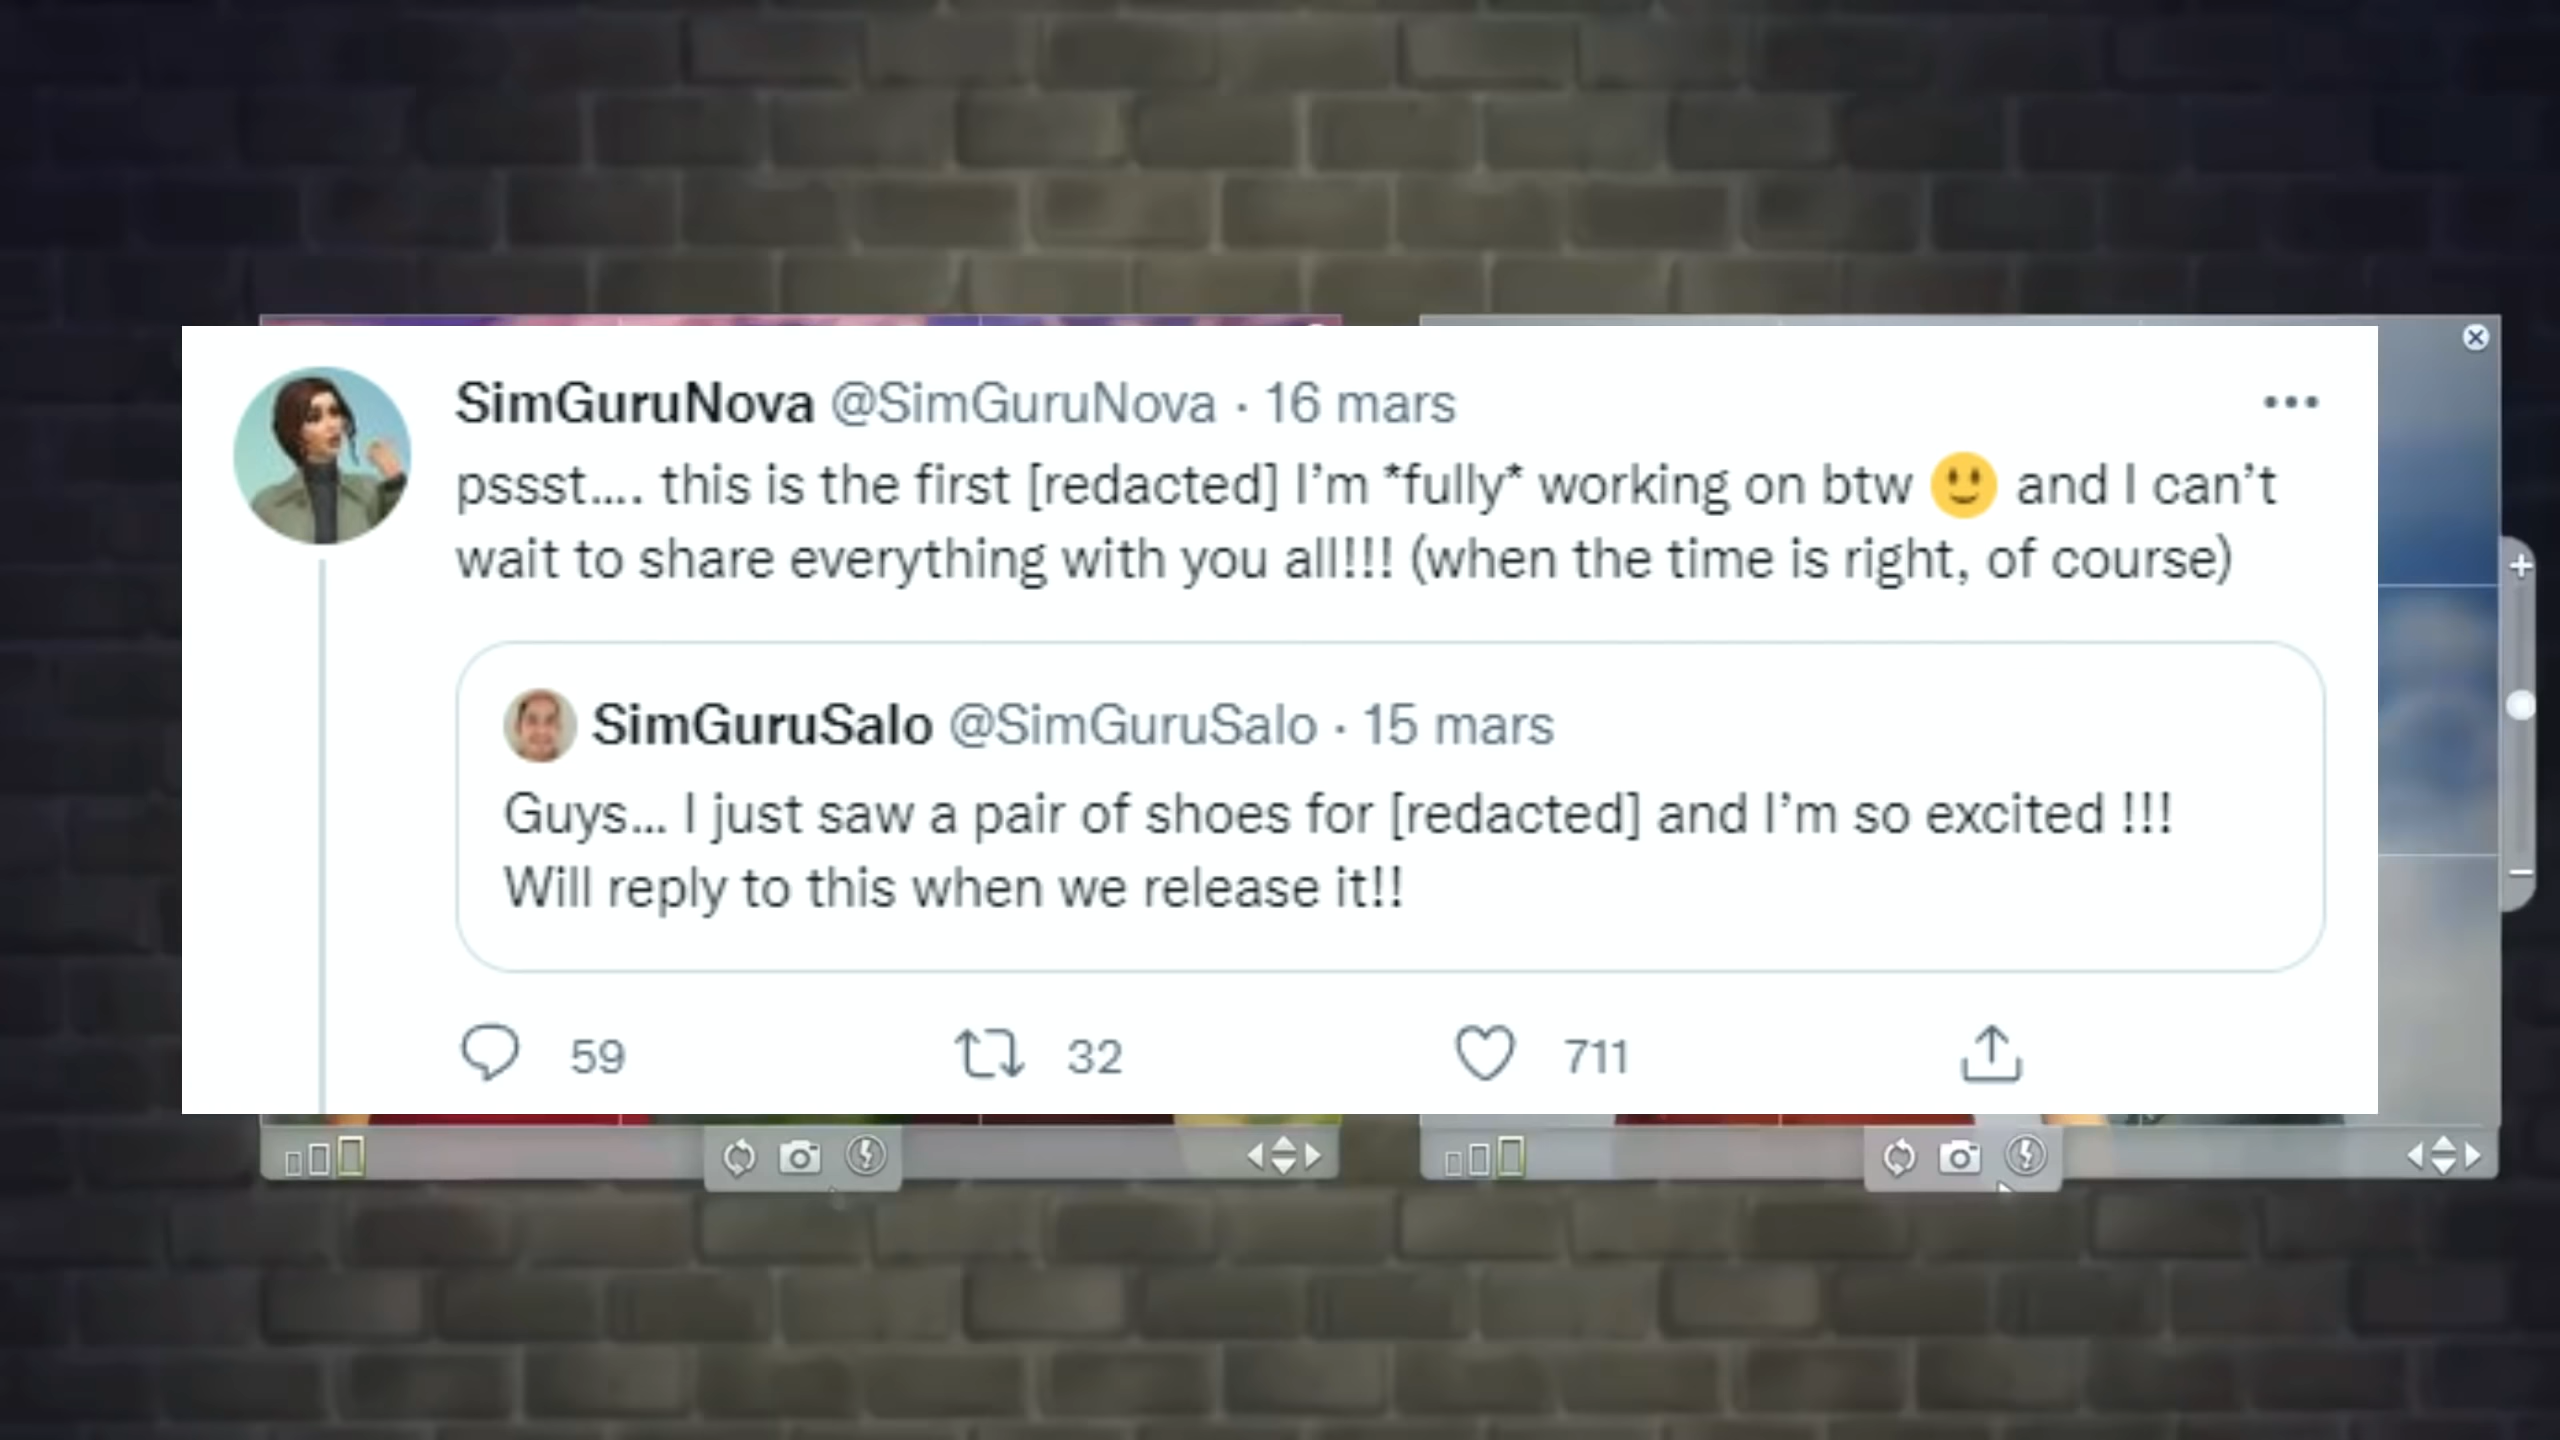 SimGuruNova @SimGuruNova · 16 mars
pssst.... this is the first [redacted] I’m *fully* working on btw 🙂 and I can’t
wait to share everything with you all!!! (when the time is right, of course)
SimGuruSalo @SimGuruSalo · 15 mars
Guys... I just saw a pair of shoes for [redacted] and I’m so excited !!!
Will reply to this when we release it!!
59 32 711